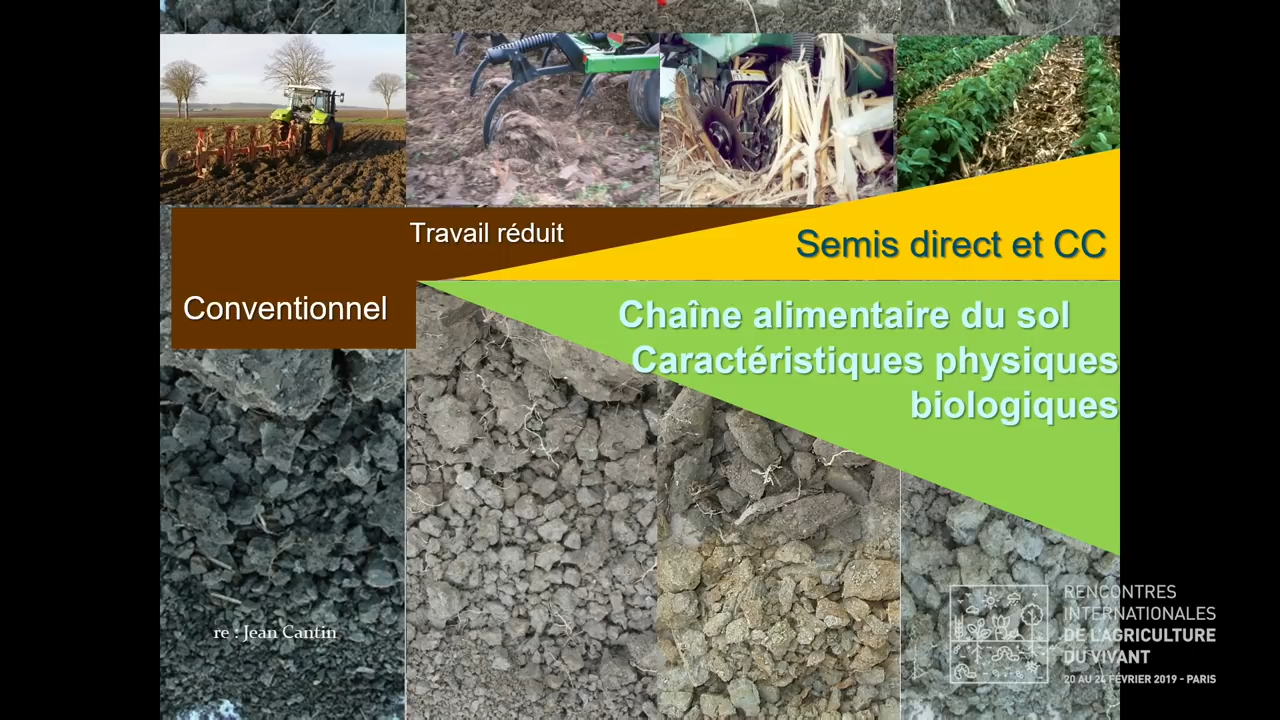 Travail réduit
Semis direct et CC
Conventionnel
Chaîne alimentaire du sol
Caractéristiques physiques
biologiques
re : Jean Cantin
RENCONTRES
INTERNATIONALES
DE L'AGRICULTURE
DU VIVANT
20 AU 24 FÉVRIER 2019 - PARIS